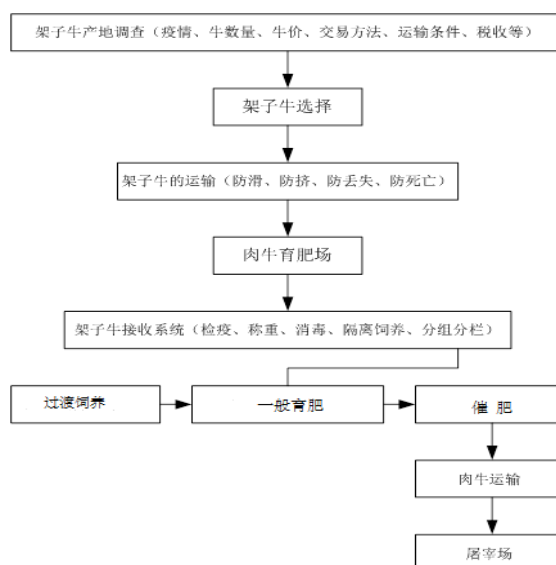 架子牛产地调查（疫情、牛数量、牛价、交易方法、运输条件、税收等）
架子牛选择
架子牛的运输（防滑、防挤、防丢失、防死亡）
肉牛育肥场
架子牛接收系统（检疫、称重、消毒、隔离饲养、分组分栏）
过渡饲养
一般育肥
催 肥
肉牛运输
屠宰场